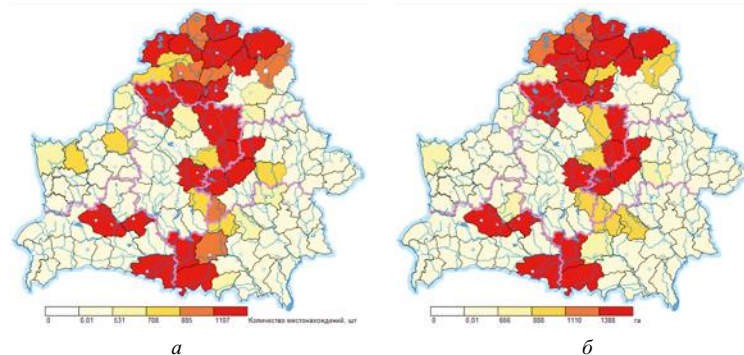 0 0,01 531 708 885 1107 Количество местонахождений, шт
0 0,01 666 888 1110 1388 га
а б